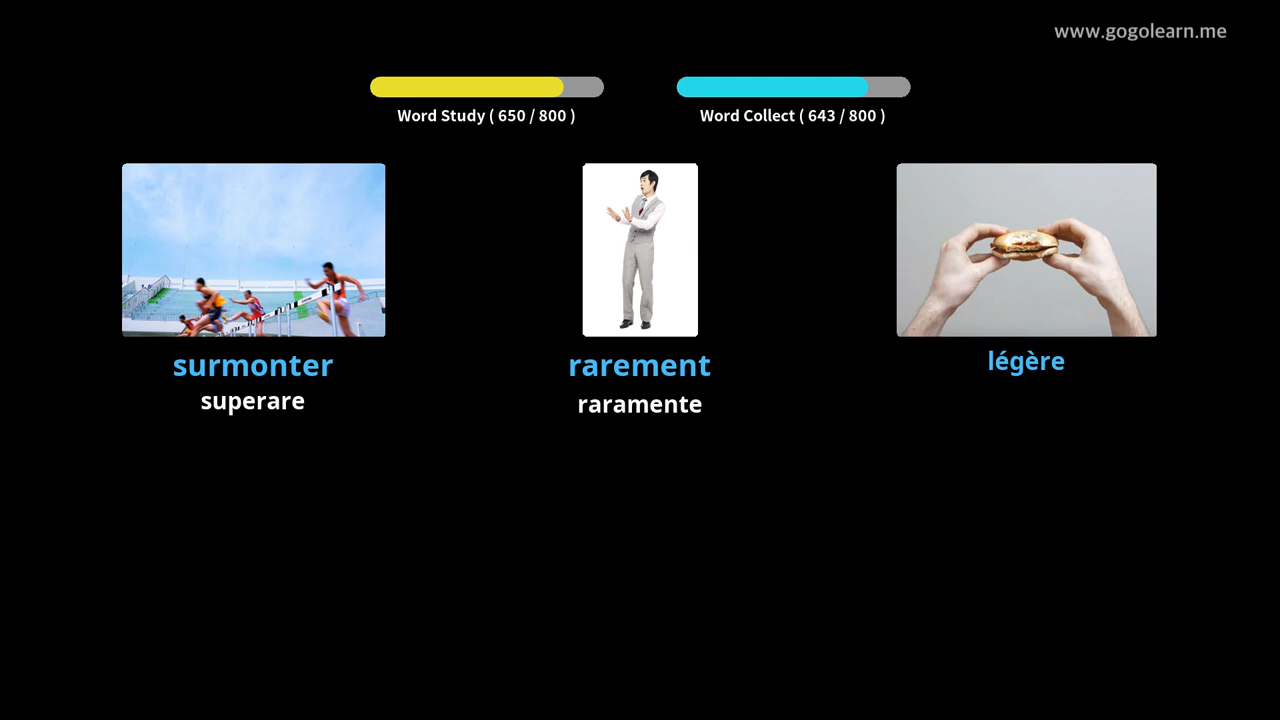 www.gogolearn.me
Word Study ( 650 / 800 )
Word Collect ( 643 / 800 )
surmonter
superare
rarement
raramente
légère